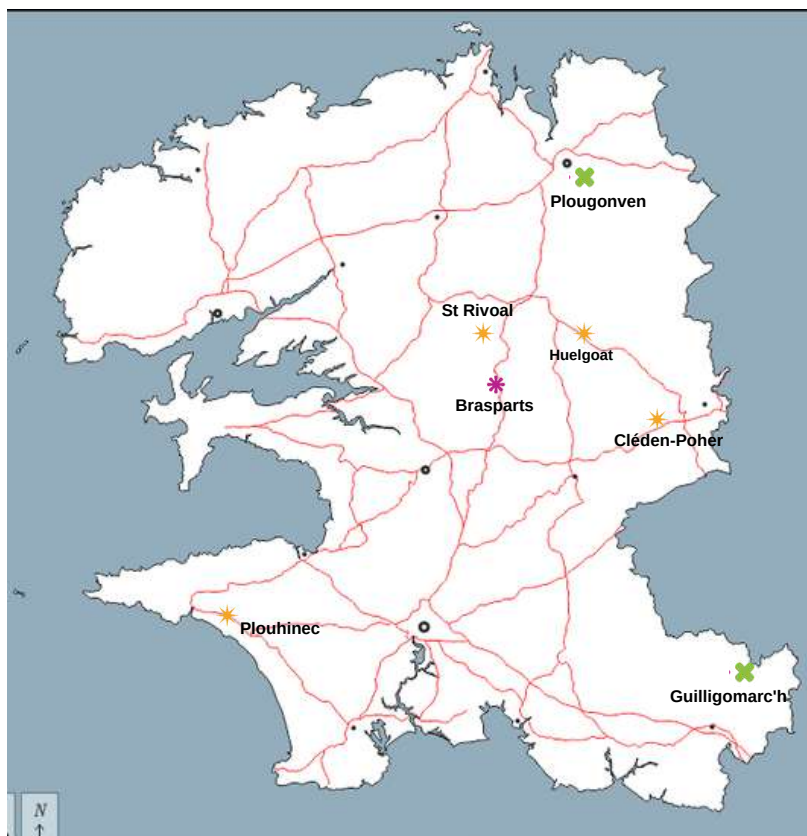 Plougonven
St Rivoal
Huelgoat
Brasparts
Cléden-Poher
Plouhinec
Guilligomarc'h
N